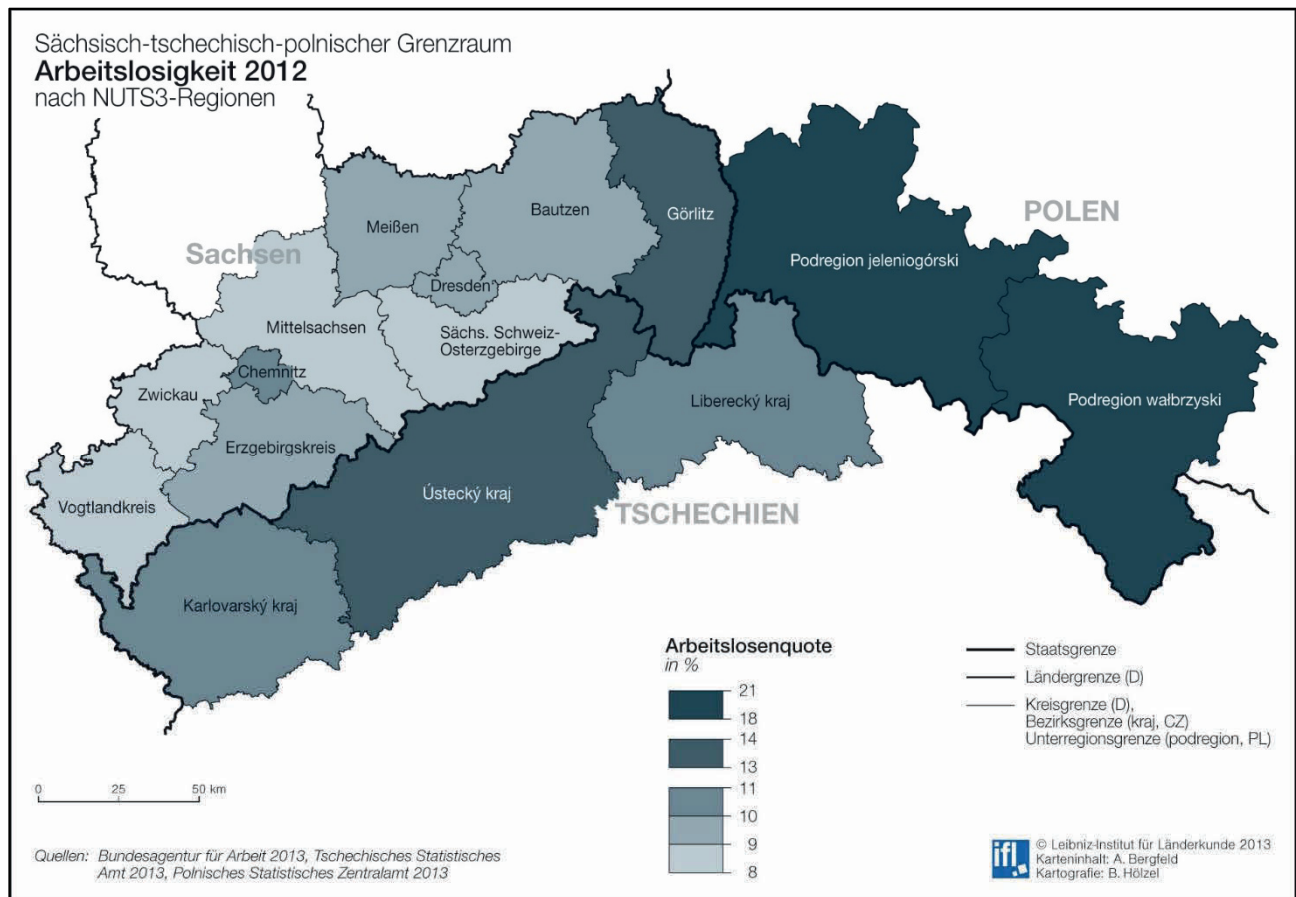 Sächsisch-tschechisch-polnischer Grenzraum
Arbeitslosigkeit 2012
nach NUTS3-Regionen
Sachsen
POLEN
TSCHECHIEN
Meißen
Bautzen
Görlitz
Dresden
Podregion jeleniogórski
Mittelsachsen
Sächs. Schweiz-
Osterzgebirge
Chemnitz
Zwickau
Liberecký kraj
Podregion wałbrzyski
Erzgebirgskreis
Vogtlandkreis
Ústecký kraj
Karlovarský kraj
Arbeitslosenquote
in %
21
18
14
13
11
10
9
8
Staatsgrenze
Ländergrenze (D)
Kreisgrenze (D),
Bezirksgrenze (kraj, CZ)
Unterregionsgrenze (podregion, PL)
0 25 50 km
Quellen: Bundesagentur für Arbeit 2013, Tschechisches Statistisches
Amt 2013, Polnisches Statistisches Zentralamt 2013
ifl
© Leibniz-Institut für Länderkunde 2013
Karteninhalt: A. Bergfeld
Kartografie: B. Hölzel